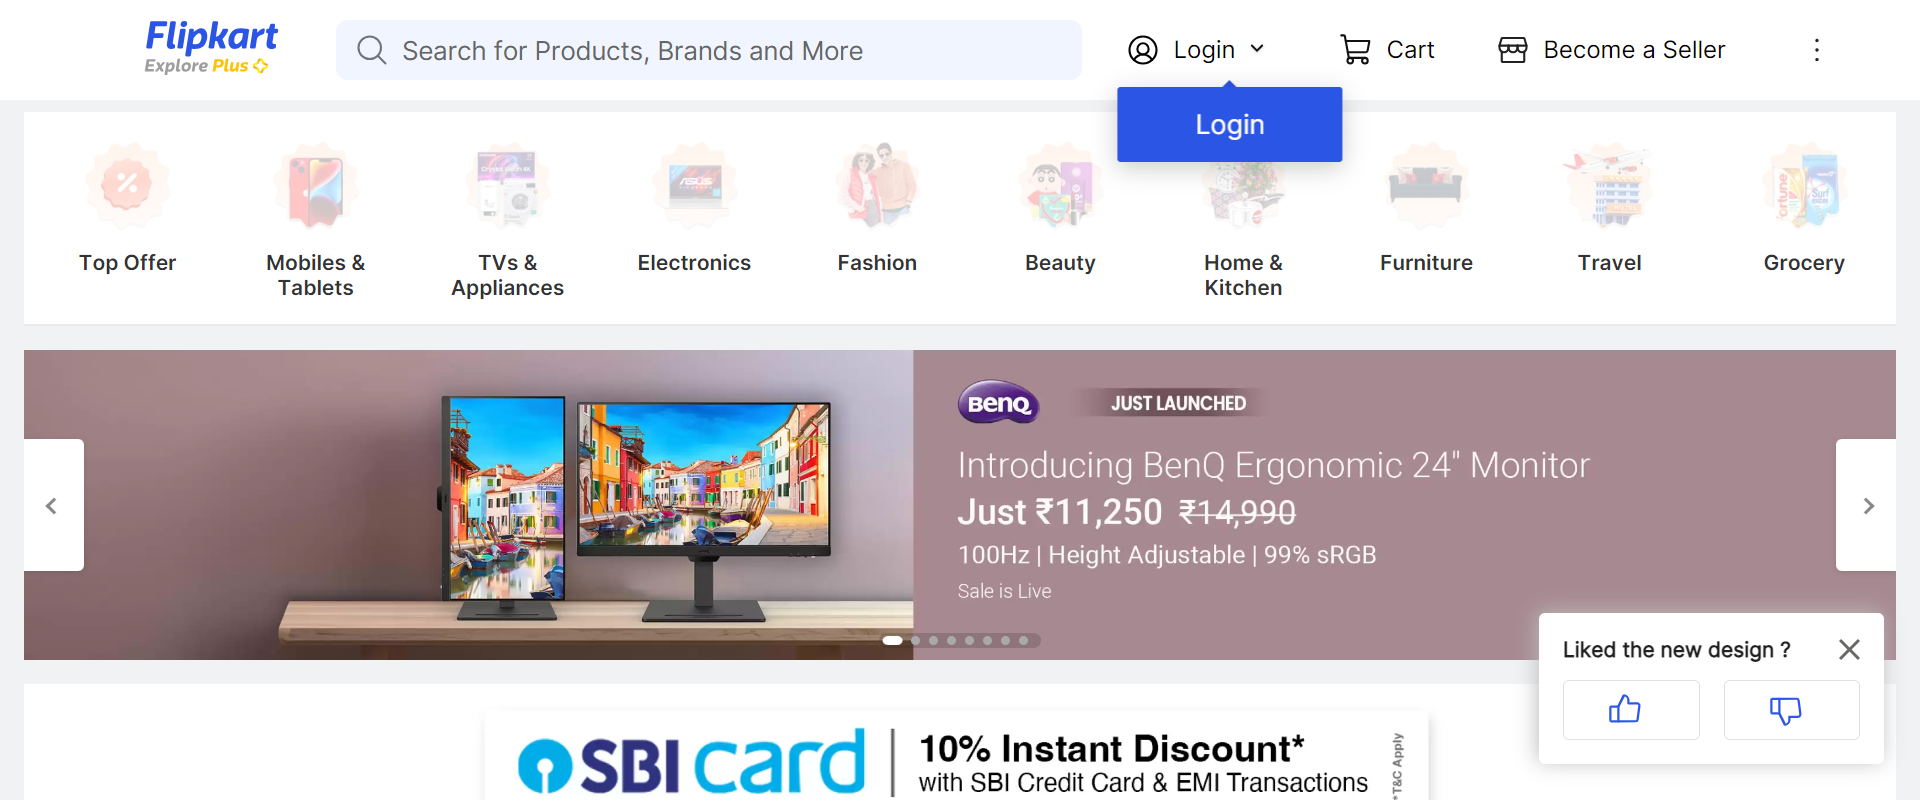 Flipkart
Explore Plus
Search for Products, Brands and More
Login
Cart
Become a Seller
Login
Top Offer
Mobiles &
Tablets
TVs &
Appliances
Electronics
Fashion
Beauty
Home &
Kitchen
Furniture
Travel
Grocery
BenQ
JUST LAUNCHED
Introducing BenQ Ergonomic 24" Monitor
Just ₹11,250 ₹14,990
100Hz | Height Adjustable | 99% sRGB
Sale is Live
Liked the new design ?
SBI card
10% Instant Discount*
with SBI Credit Card & EMI Transactions
*T&C Apply